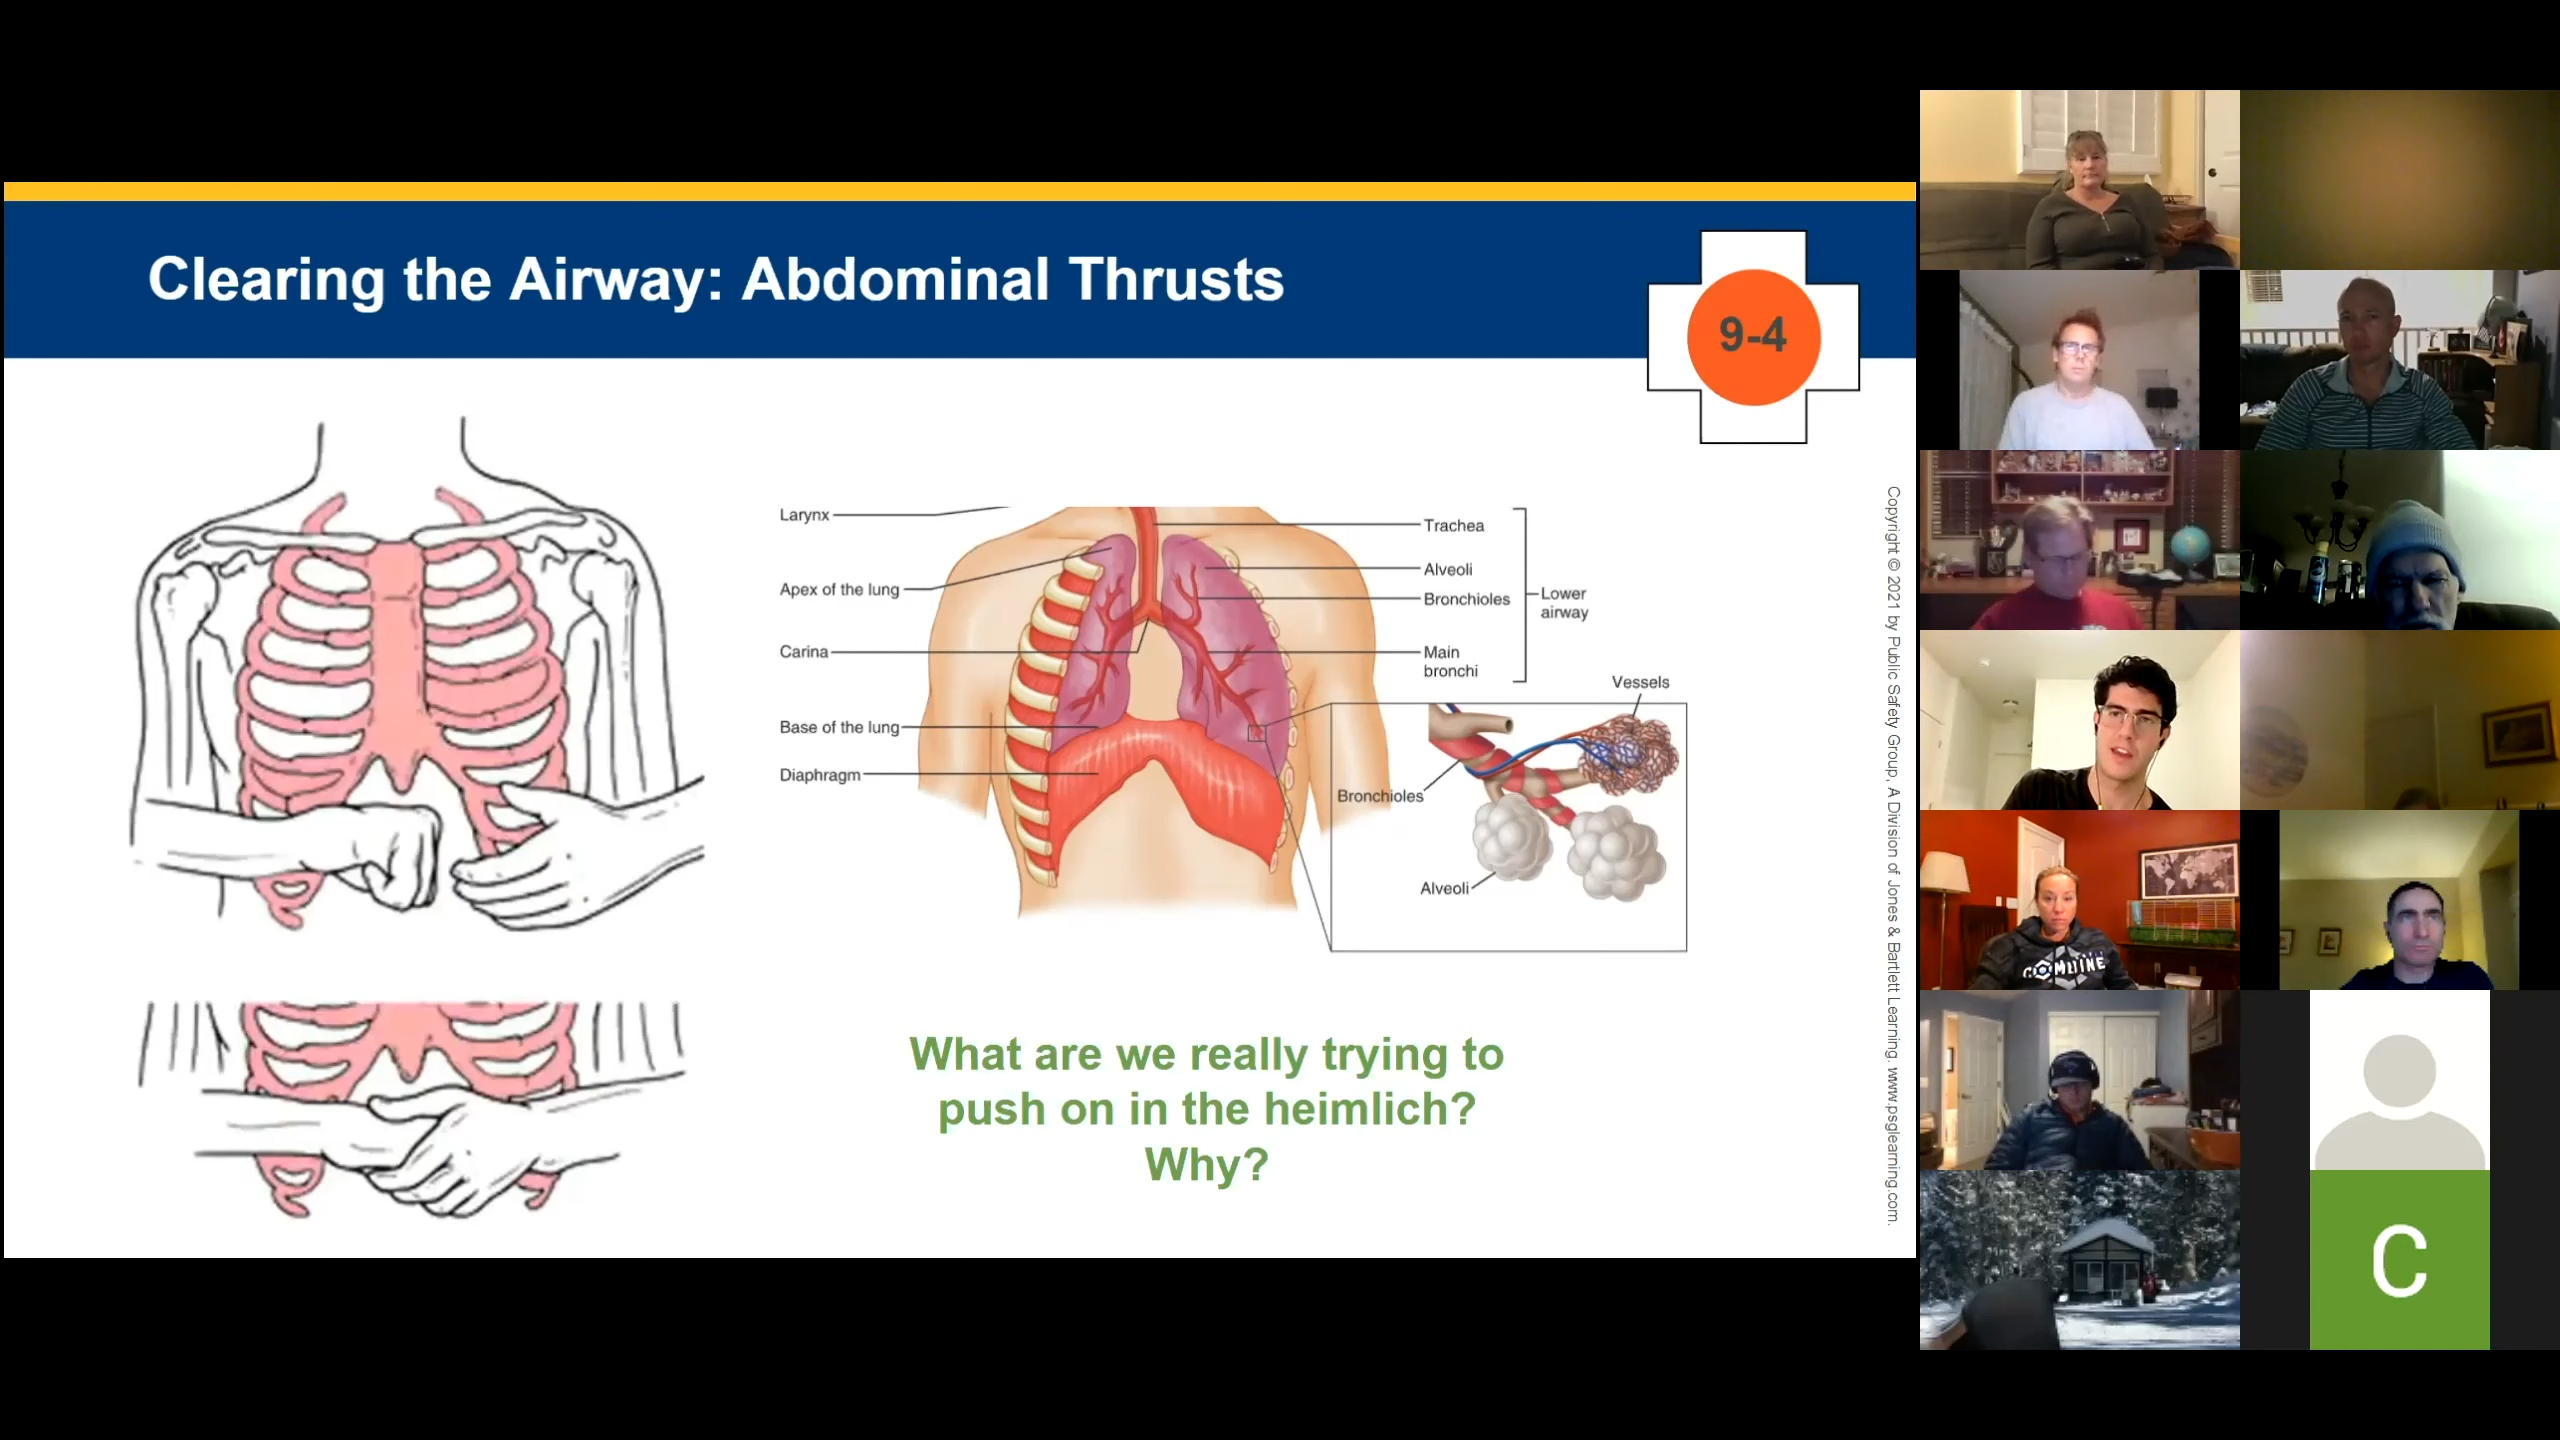 Clearing the Airway: Abdominal Thrusts
9-4
Larynx
Apex of the lung
Carina
Base of the lung
Diaphragm
Trachea
Alveoli
Bronchioles
Main
bronchi
Lower
airway
Vessels
Bronchioles
Alveoli
What are we really trying to
push on in the heimlich?
Why?
Copyright © 2021 by Public Safety Group, A Division of Jones & Bartlett Learning. www.psglearning.com.
COMBINE
C